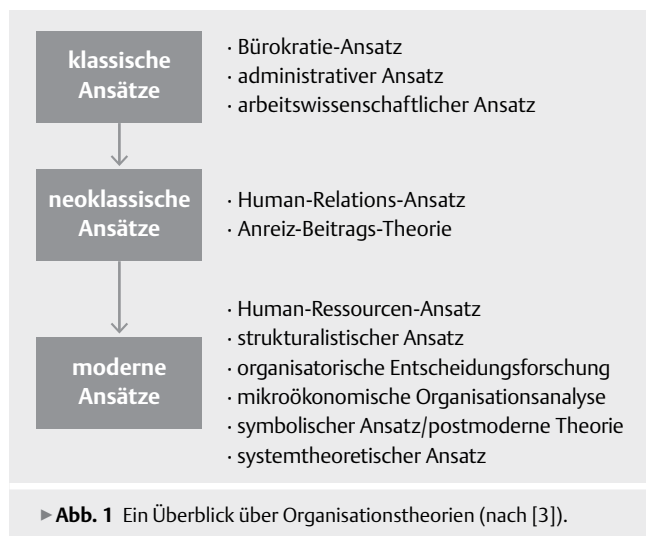 klassische
Ansätze
· Bürokratie-Ansatz
· administrativer Ansatz
· arbeitswissenschaftlicher Ansatz
neoklassische
Ansätze
· Human-Relations-Ansatz
· Anreiz-Beitrags-Theorie
moderne
Ansätze
· Human-Ressourcen-Ansatz
· strukturalistischer Ansatz
· organisatorische Entscheidungsforschung
· mikroökonomische Organisationsanalyse
· symbolischer Ansatz/postmoderne Theorie
· systemtheoretischer Ansatz
►Abb. 1 Ein Überblick über Organisationstheorien (nach [3]).